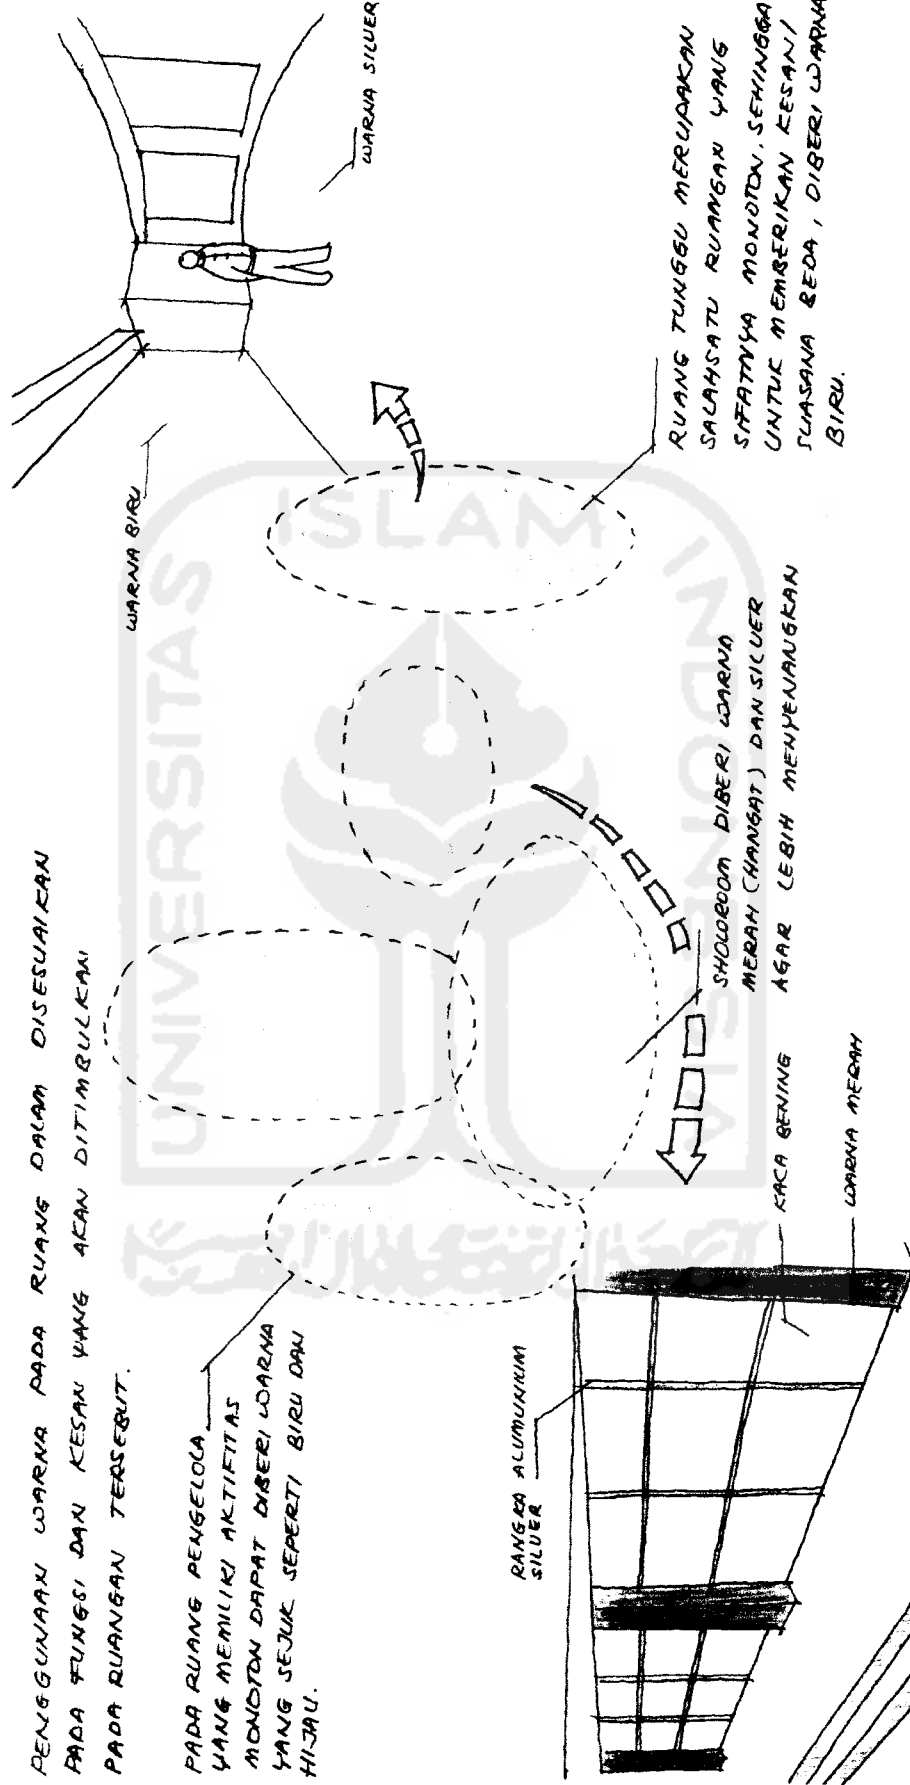 PENGGUNAAN WARNA PADA RUANG DALAM DISESUAIKAN
PADA FUNGSI DAN KESAN YANG AKAN DITIMBULKAN
PADA RUANGAN TERSEBUT.
PADA RUANG PENGELOLA
YANG MEMILIKI AKTIFITAS
MONOTON DAPAT DIBERI WARNA
YANG SEJUK SEPERTI BIRU DAN
HIJAU.
WARNA BIRU
WARNA SILVER
RUANG TUNGGU MERUPAKAN
SALAHSATU RUANGAN YANG
SIFATNYA MONOTON, SEHINGGA
UNTUK MEMBERIKAN KESAN/
SUASANA BEDA, DIBERI WARNA
BIRU.
SHOWROOM DIBERI WARNA
MERAH (HANGAT) DAN SILVER
AGAR LEBIH MENYENANGKAN
RANGKA ALUMUNIUM
SILVER
KACA BENING
WARNA MERAH
UNIVERSITAS
ISLAM
INDONESIA